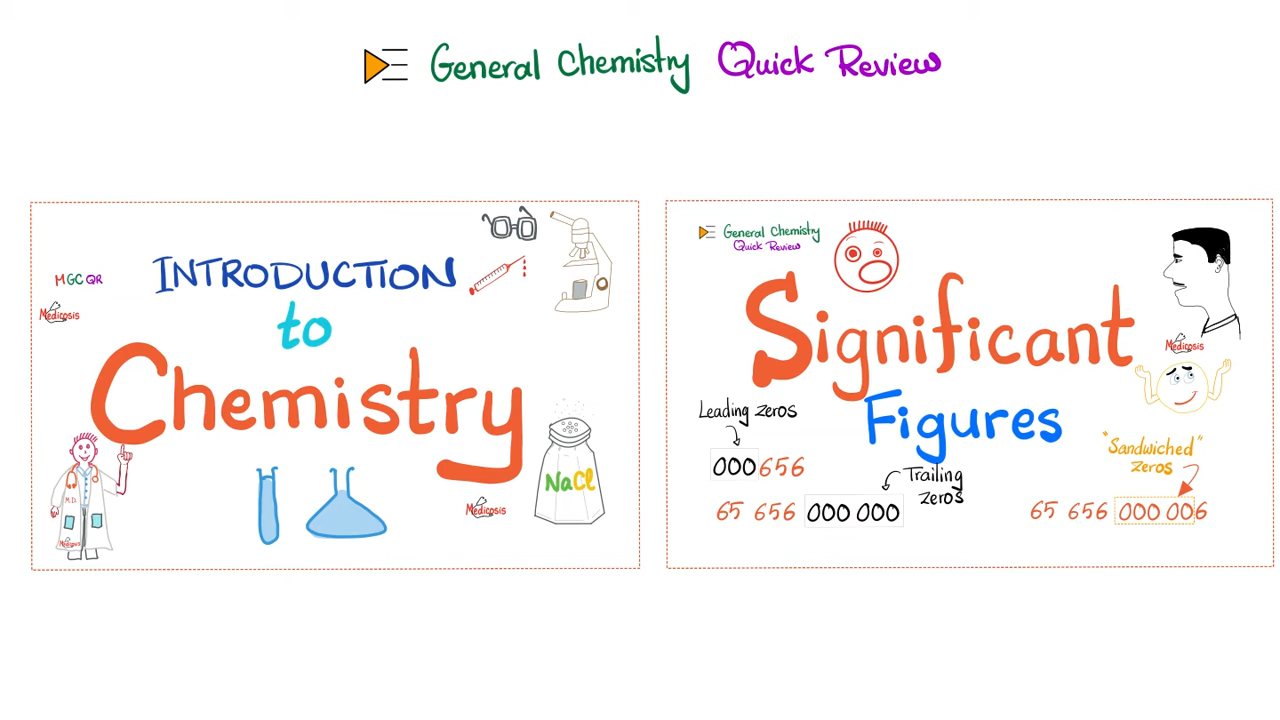 General Chemistry Quick Review
MGC QR
Medicosis
INTRODUCTION
to
Chemistry
M.D.
Medicosis
NaCl
Medicosis
General Chemistry
Quick Review
Significant
Figures
Medicosis
Leading zeros
000656
Trailing
zeros
65 656 000 000
"Sandwiched"
zeros
65 656 000 006